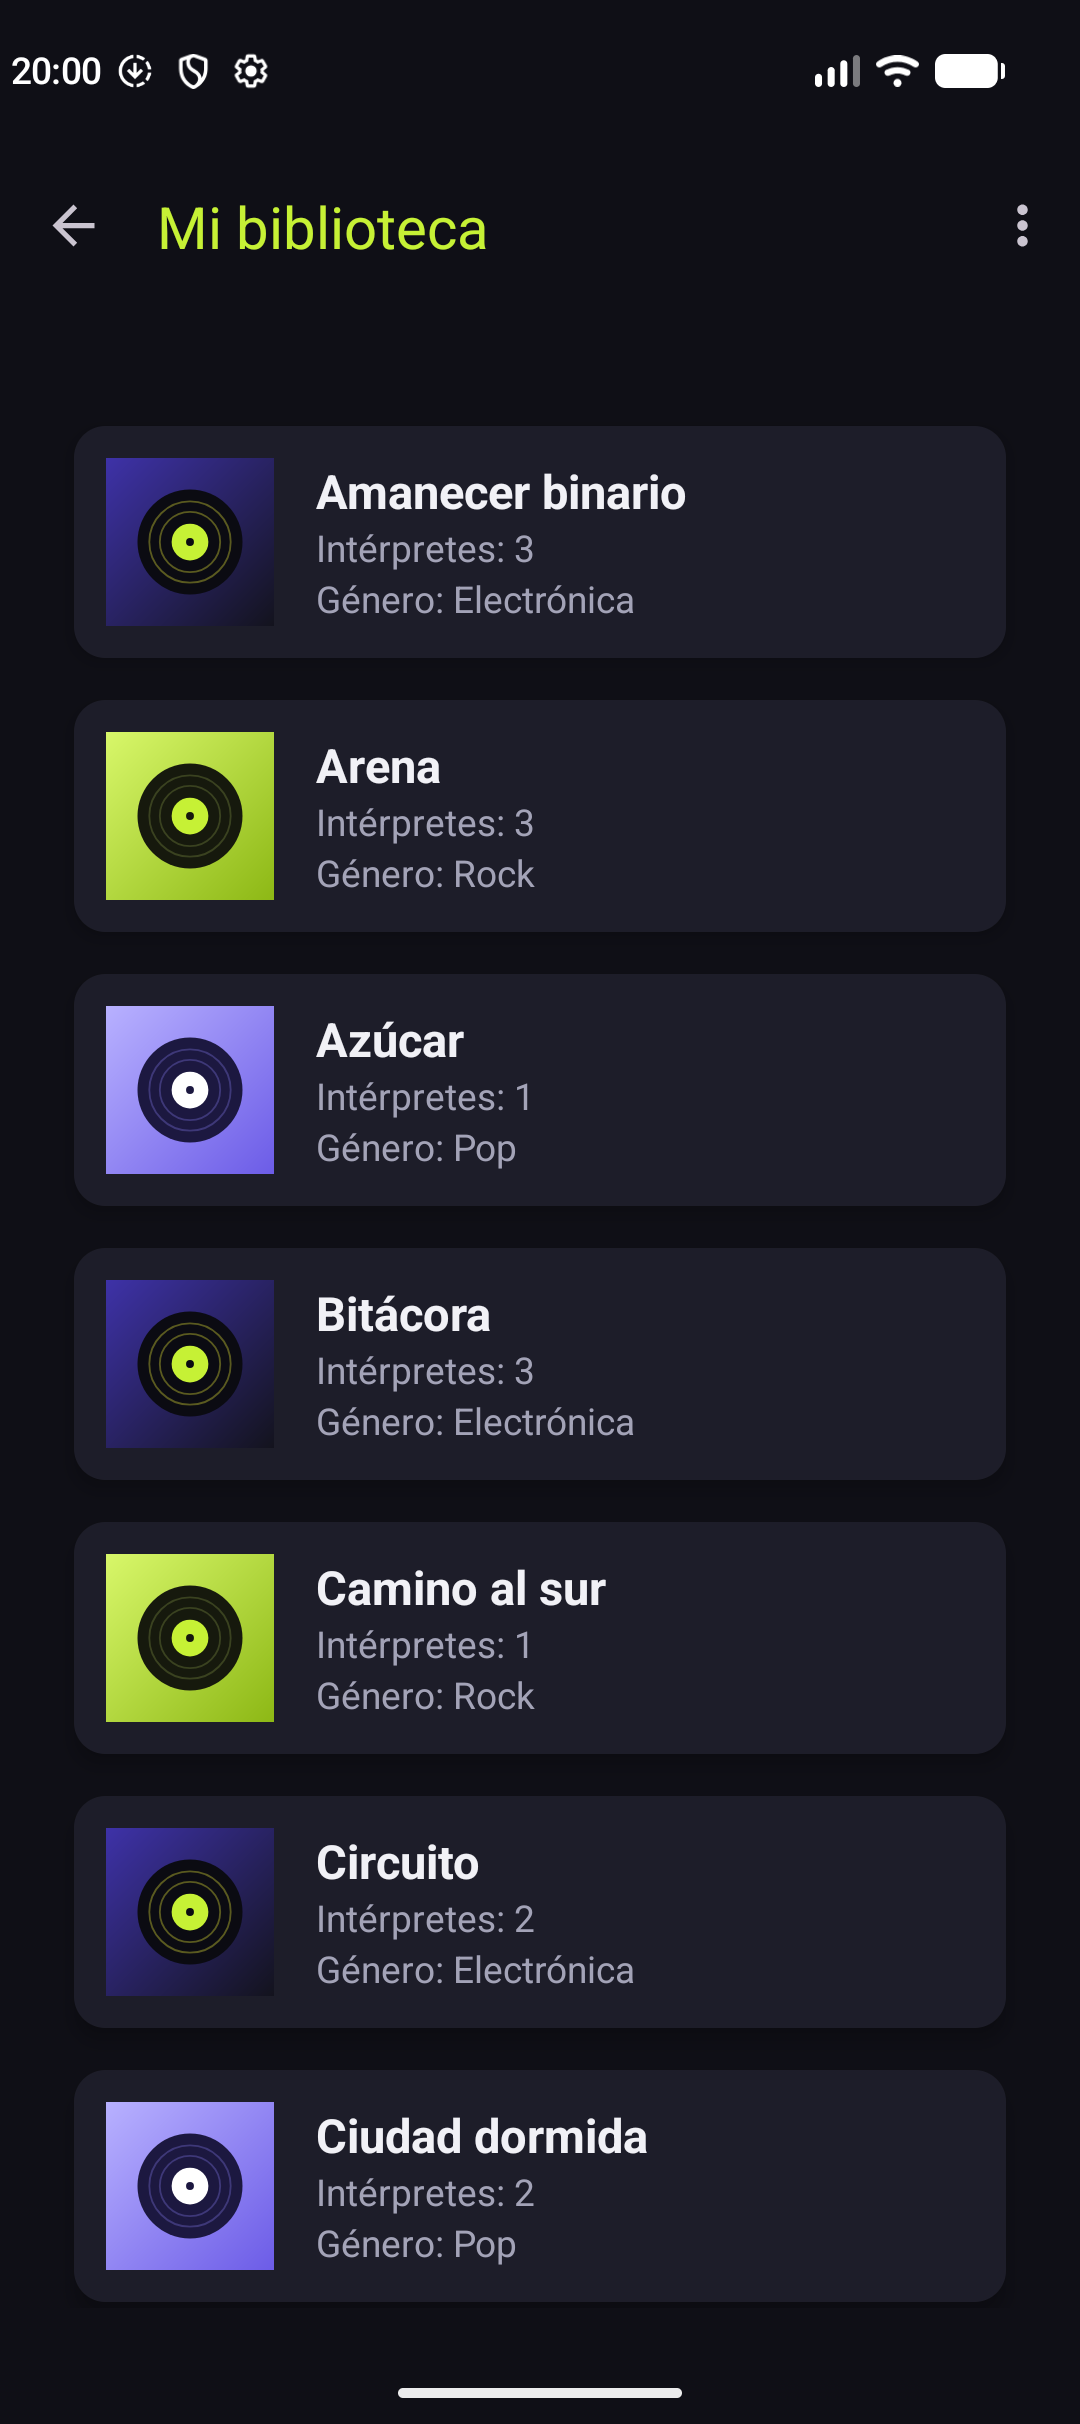 20:00
Mi biblioteca
Amanecer binario
Intérpretes: 3
Género: Electrónica
Arena
Intérpretes: 3
Género: Rock
Azúcar
Intérpretes: 1
Género: Pop
Bitácora
Intérpretes: 3
Género: Electrónica
Camino al sur
Intérpretes: 1
Género: Rock
Circuito
Intérpretes: 2
Género: Electrónica
Ciudad dormida
Intérpretes: 2
Género: Pop